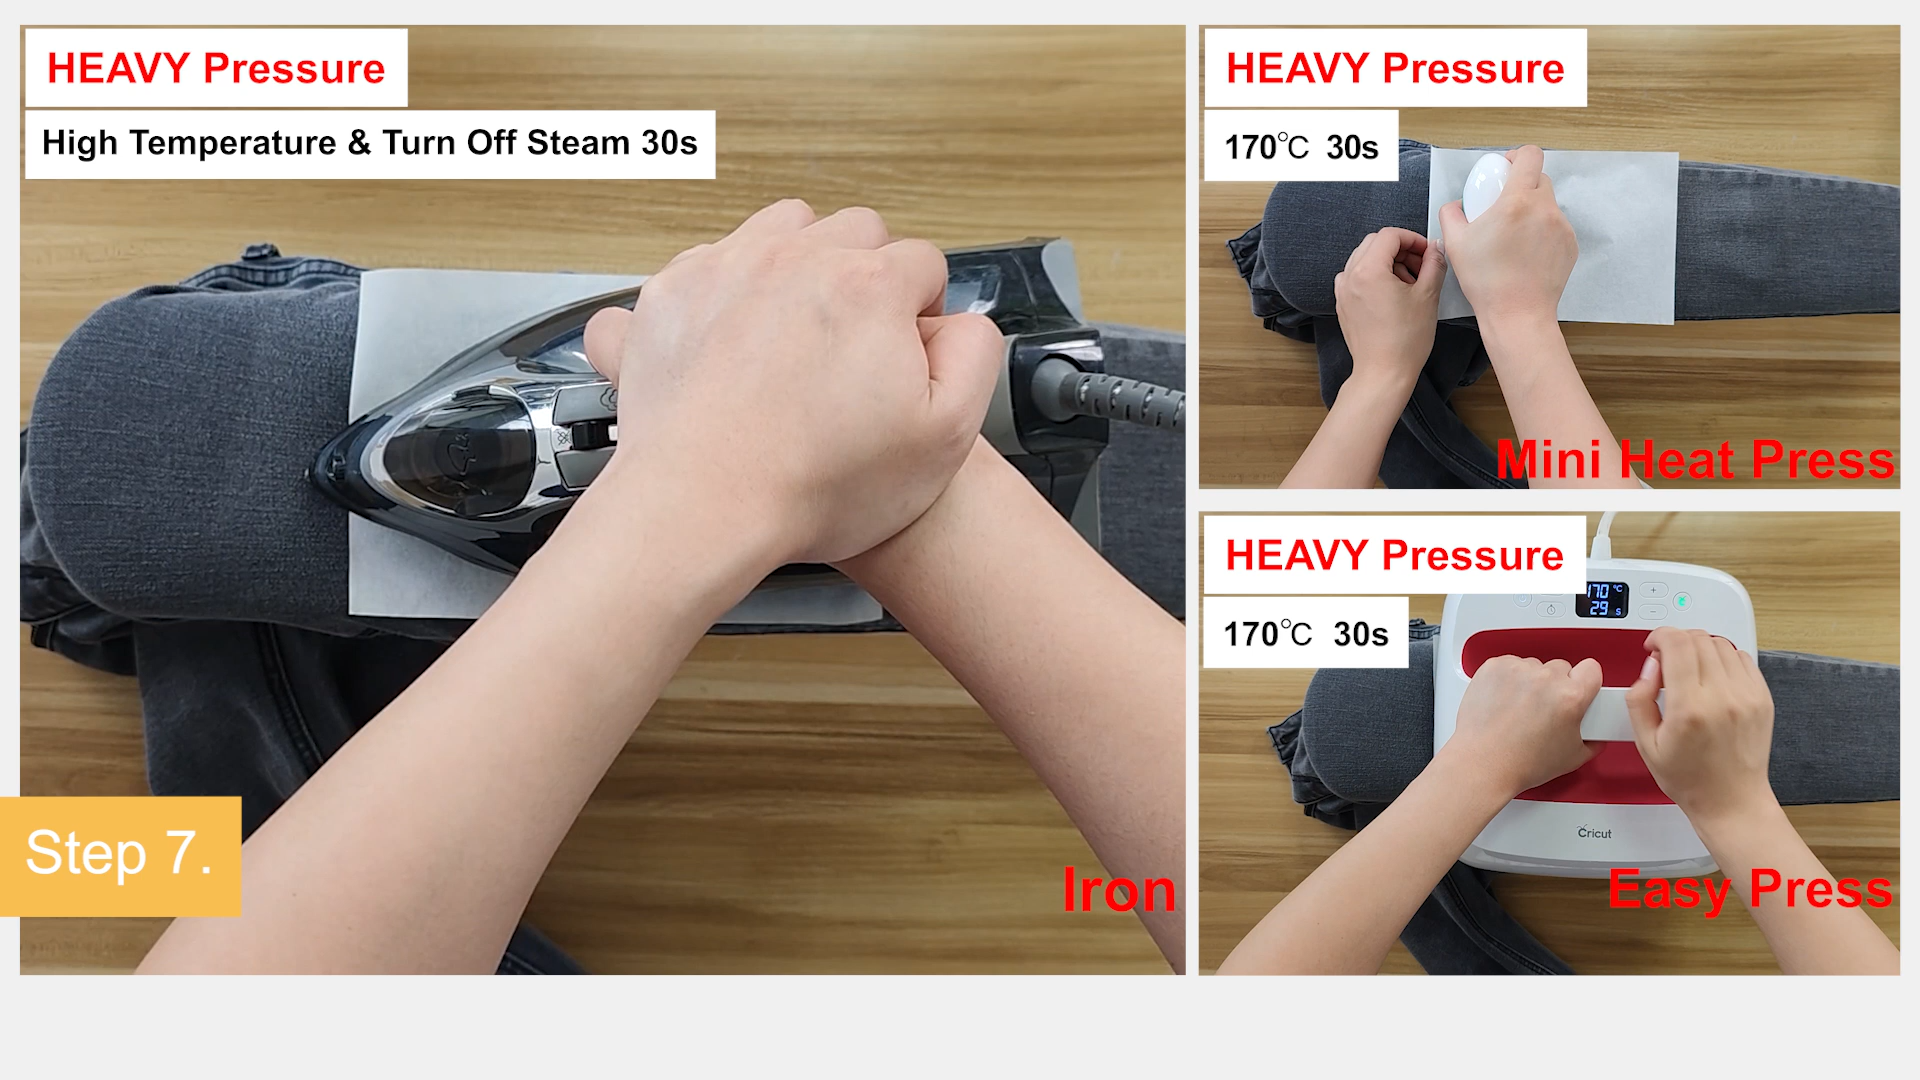 HEAVY Pressure
High Temperature & Turn Off Steam 30s
Step 7.
Iron
HEAVY Pressure
170℃ 30s
Mini Heat Press
HEAVY Pressure
170℃ 30s
170 °C
29 S
Cricut
Easy Press